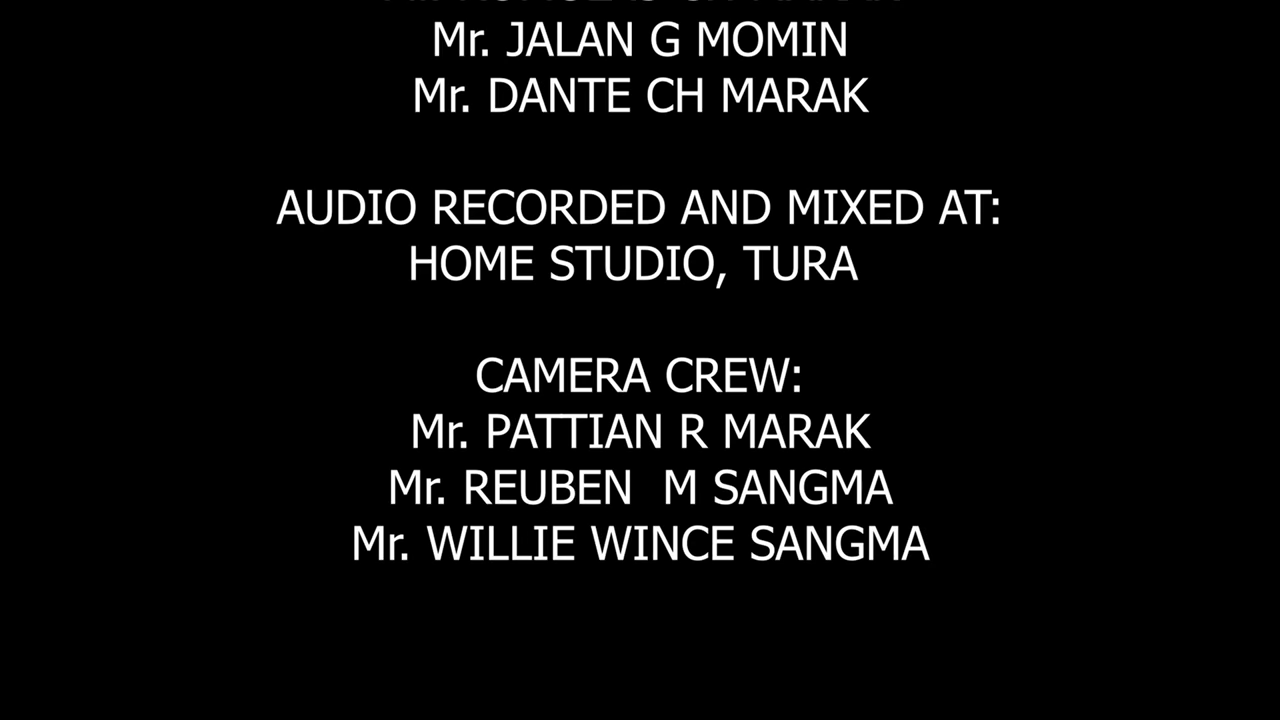 Mr. JALAN G MOMIN
Mr. DANTE CH MARAK
AUDIO RECORDED AND MIXED AT:
HOME STUDIO, TURA
CAMERA CREW:
Mr. PATTIAN R MARAK
Mr. REUBEN  M SANGMA
Mr. WILLIE WINCE SANGMA